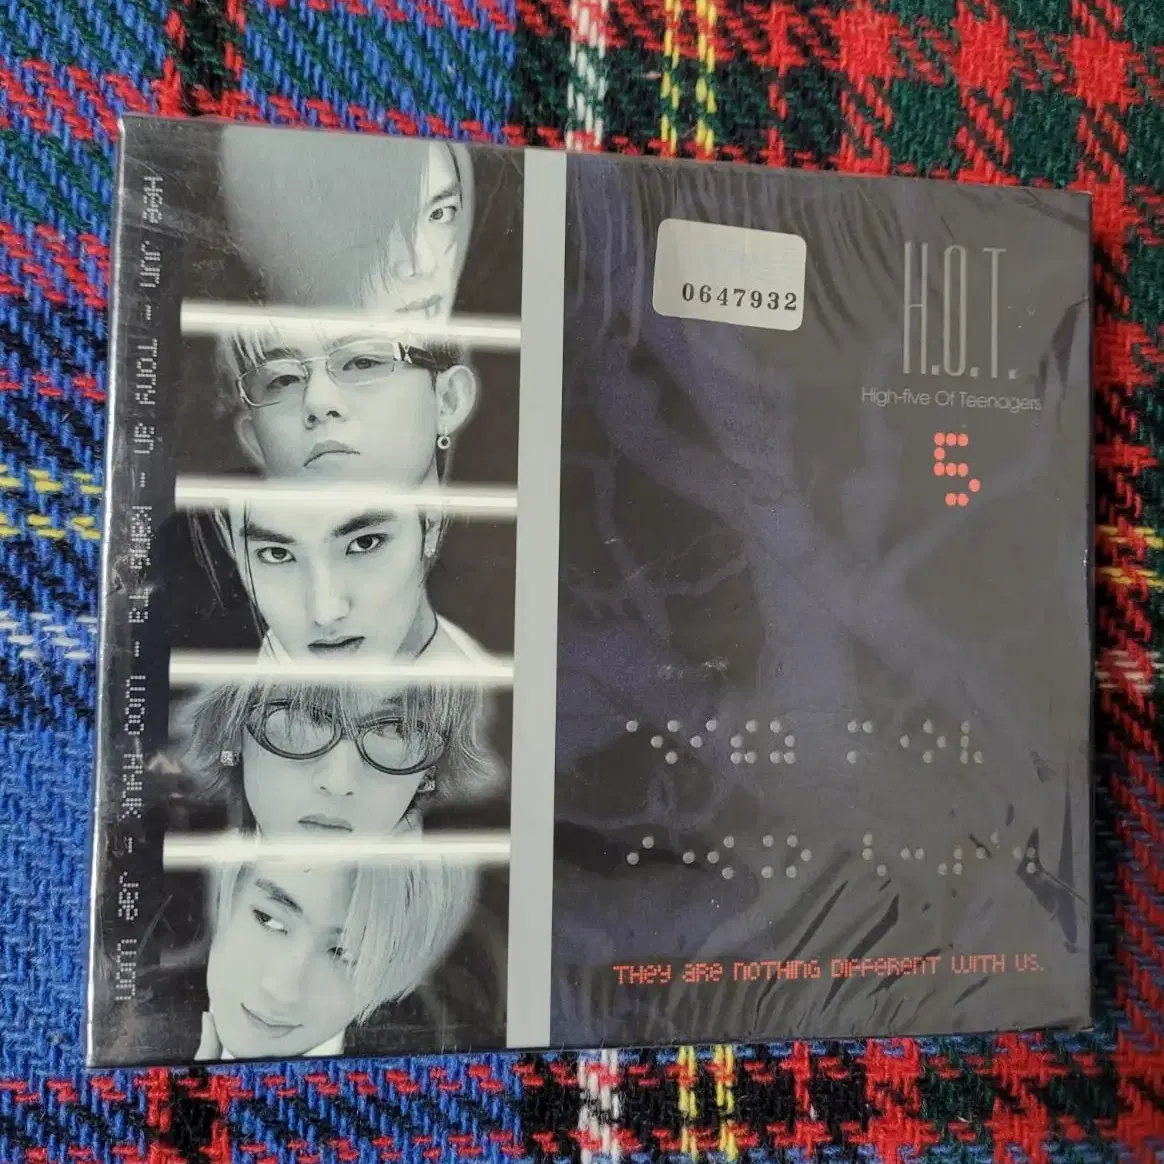 Hee Jun - Tony an - Kang Ta - Woo Hyuk - Jae Won
0647932
H.O.T.
High-five Of Teenagers
5
They are nothing different with us.